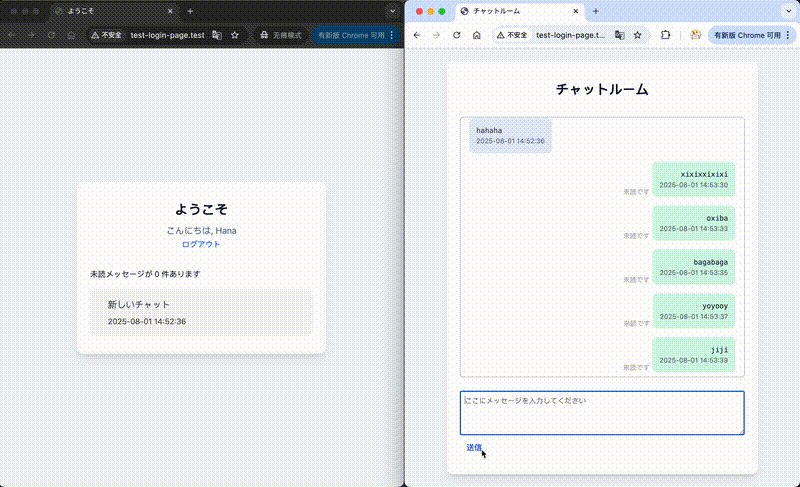 ようこそ
不安全
test-login-page.test
无痕模式
有新版 Chrome 可用
ようこそ
こんにちは, Hana
ログアウト
未読メッセージが 0 件あります
新しいチャット
2025-08-01 14:52:36
チャットルーム
不安全
test-login-page.t...
有新版 Chrome 可用
チャットルーム
hahaha
2025-08-01 14:52:36
xixixxixixi
2025-08-01 14:53:30
未読です
oxiba
2025-08-01 14:53:33
未読です
bagabaga
2025-08-01 14:53:35
未読です
yoyooy
2025-08-01 14:53:37
未読です
jiji
2025-08-01 14:53:39
未読です
ここにメッセージを入力してください
送信